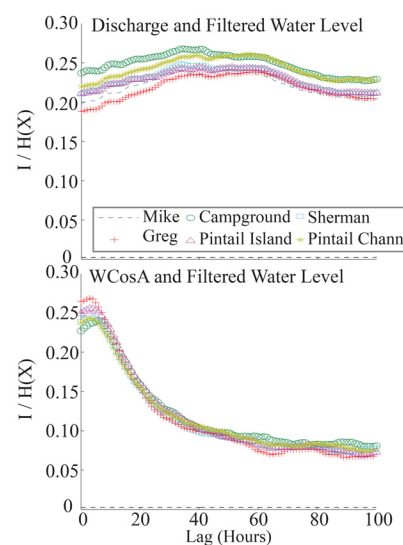 Discharge and Filtered Water Level
0.30
0.25
0.20
0.15
0.10
0.05
0
I / H(X)
Mike Campground Sherman
Greg Pintail Island Pintail Chann
WCosA and Filtered Water Level
0.30
0.25
0.20
0.15
0.10
0.05
0
I / H(X)
0 20 40 60 80 100
Lag (Hours)